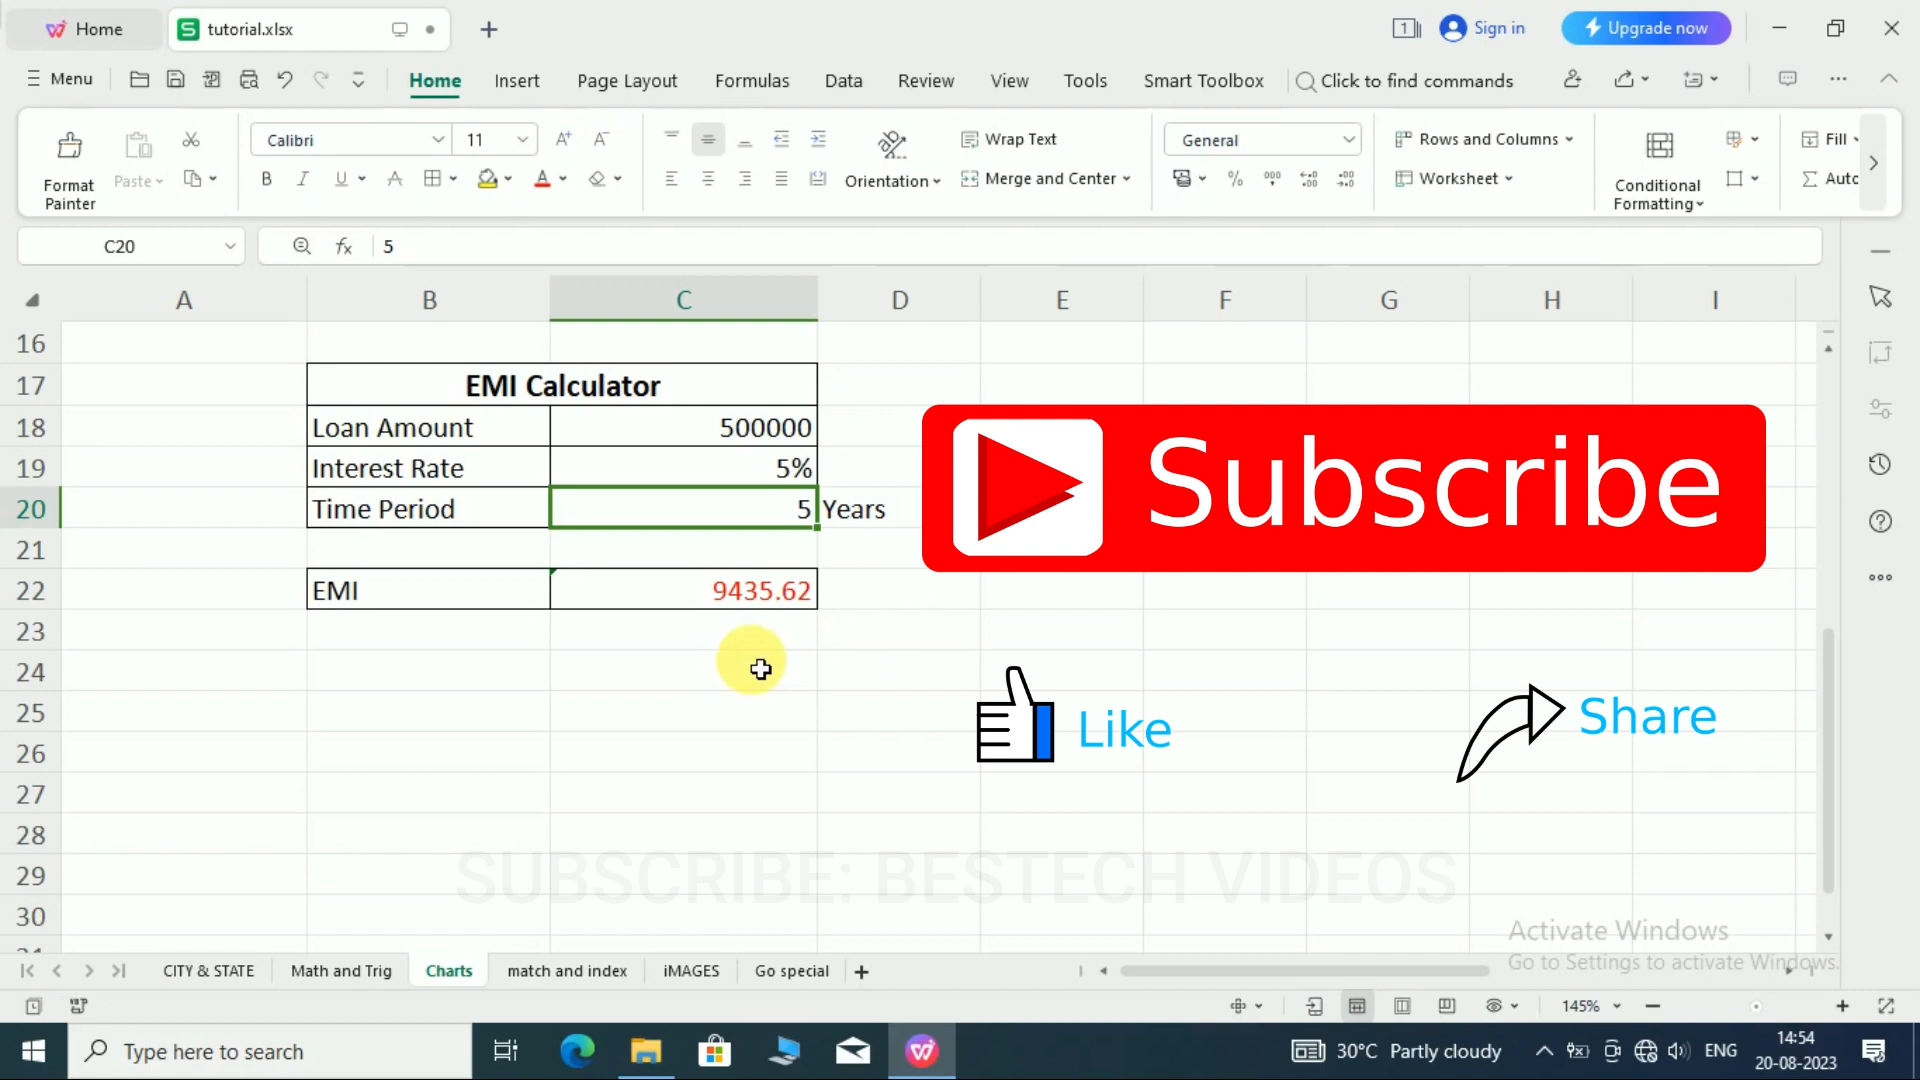 Home
tutorial.xlsx
Sign in
Upgrade now
Menu
Home Insert Page Layout Formulas Data Review View Tools Smart Toolbox Click to find commands
Format Painter
Paste
Calibri 11
Orientation
Wrap Text
Merge and Center
General
Rows and Columns
Worksheet
Conditional Formatting
Fill
Auto
C20
fx 5
A B C D E F G H I
16
17 EMI Calculator
18 Loan Amount 500000
19 Interest Rate 5%
20 Time Period 5 Years
21
22 EMI 9435.62
23
24
25
26
27
28
29
30
Subscribe
Like
Share
SUBSCRIBE: BESTECH VIDEOS
Activate Windows
Go to Settings to activate Windows.
CITY & STATE Math and Trig Charts match and index iMAGES Go special
145%
Type here to search
30°C Partly cloudy
ENG
14:54
20-08-2023